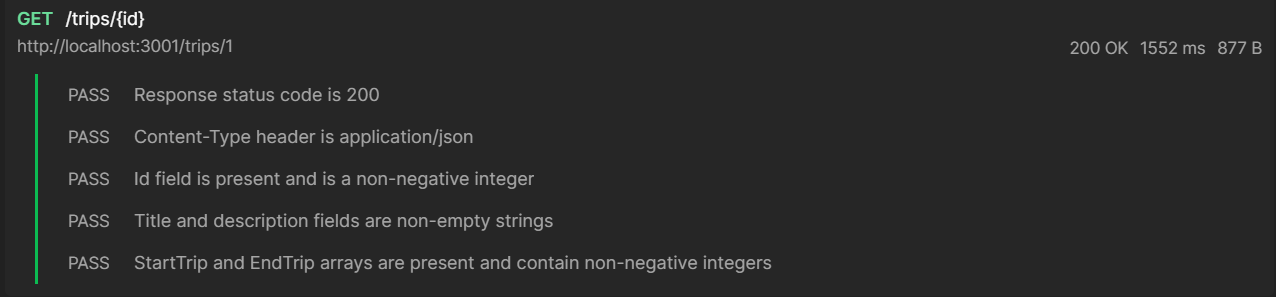 GET /trips/{id}
http://localhost:3001/trips/1 200 OK 1552 ms 877 B
PASS Response status code is 200
PASS Content-Type header is application/json
PASS Id field is present and is a non-negative integer
PASS Title and description fields are non-empty strings
PASS StartTrip and EndTrip arrays are present and contain non-negative integers